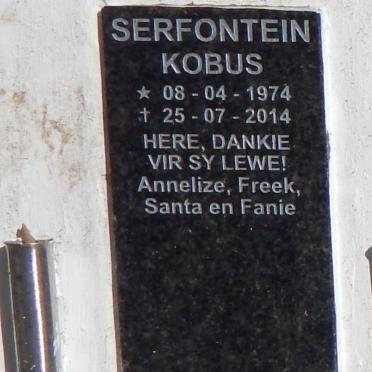 SERFONTEIN
KOBUS
★ 08 - 04 - 1974
† 25 - 07 - 2014
HERE, DANKIE
VIR SY LEWE!
Annelize, Freek,
Santa en Fanie